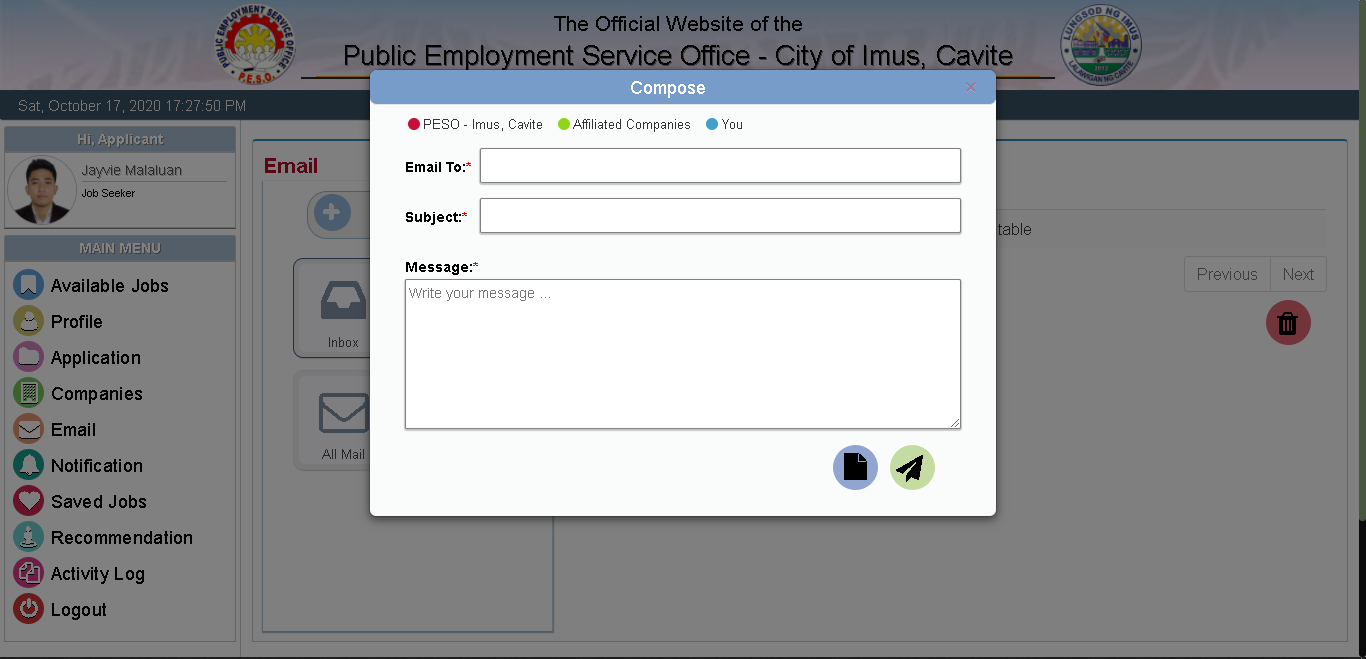 The Official Website of the
Public Employment Service Office - City of Imus, Cavite
PUBLIC EMPLOYMENT SERVICE OFFICE
P.E.S.O.
LUNGSOD NG IMUS
LALAWIGAN NG CAVITE
Sat, October 17, 2020 17:27:50 PM
Hi, Applicant
Jayvie Malaluan
Job Seeker
MAIN MENU
Available Jobs
Profile
Application
Companies
Email
Notification
Saved Jobs
Recommendation
Activity Log
Logout
Email
Inbox
All Mail
Compose ×
PESO - Imus, Cavite Affiliated Companies You
Email To:*
Subject:*
Message:*
Write your message ...
table
Previous Next